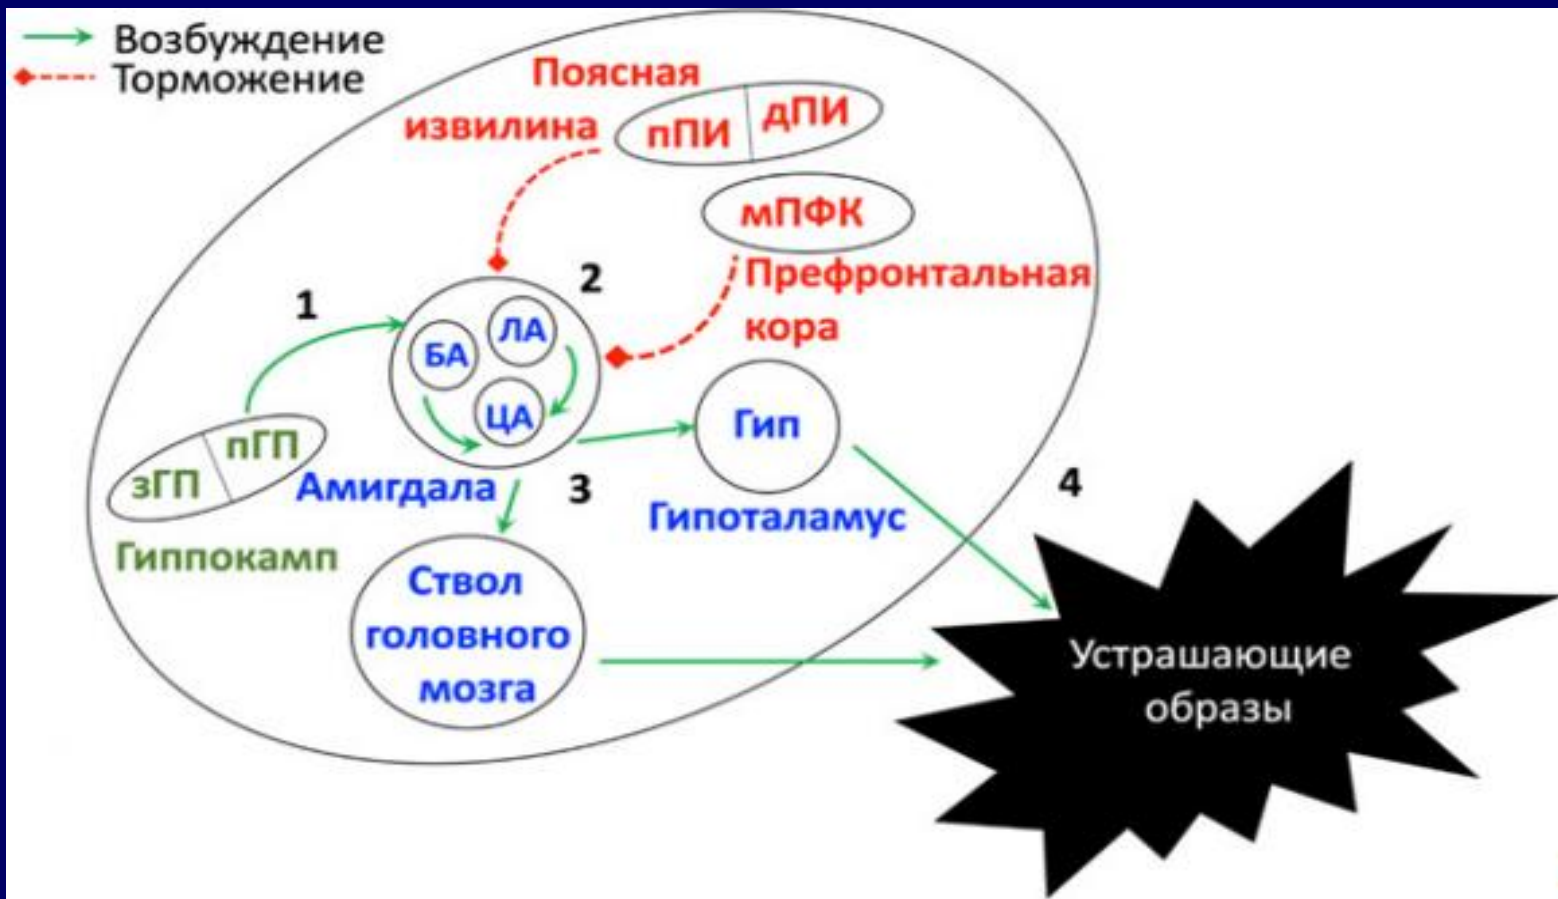 Возбуждение
Торможение
Поясная
извилина
пПИ
дПИ
мПФК
Префронтальная
кора
1
2
БА
ЛА
ЦА
Гип
зГП
пГП
Амигдала
3
4
Гипоталамус
Гиппокамп
Ствол
головного
мозга
Устрашающие
образы